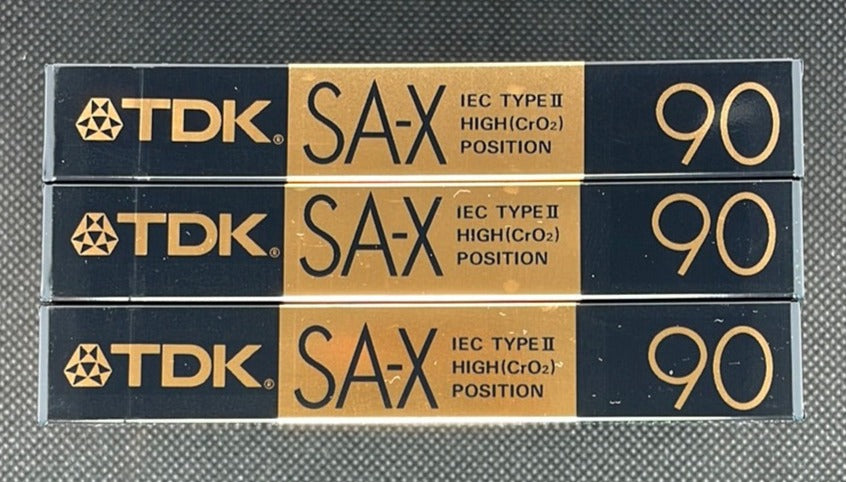 TDK® SA-X IEC TYPE II 90
HIGH(CrO₂)
POSITION
TDK® SA-X IEC TYPE II 90
HIGH(CrO₂)
POSITION
TDK® SA-X IEC TYPE II 90
HIGH(CrO₂)
POSITION